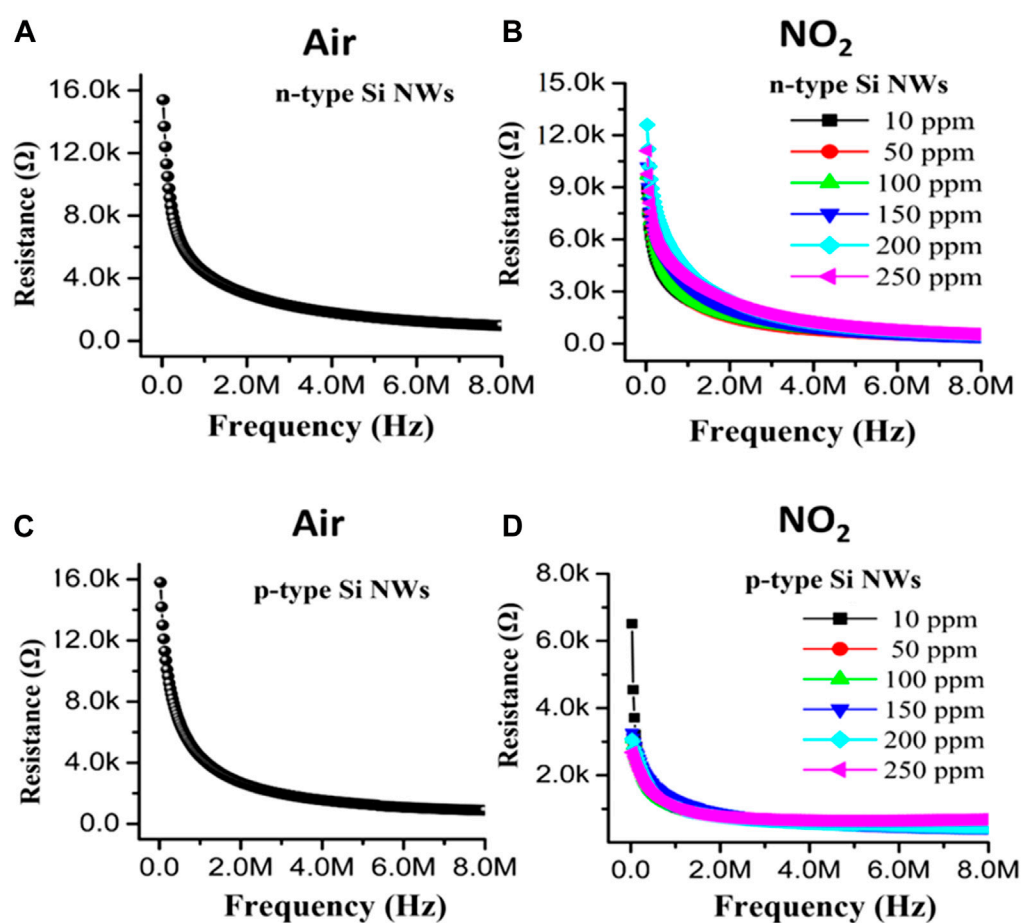 A
Air
n-type Si NWs
16.0k
12.0k
8.0k
4.0k
0.0
Resistance (Ω)
0.0 2.0M 4.0M 6.0M 8.0M
Frequency (Hz)
B
NO₂
n-type Si NWs
10 ppm
50 ppm
100 ppm
150 ppm
200 ppm
250 ppm
15.0k
12.0k
9.0k
6.0k
3.0k
0.0
Resistance (Ω)
0.0 2.0M 4.0M 6.0M 8.0M
Frequency (Hz)
C
Air
p-type Si NWs
16.0k
12.0k
8.0k
4.0k
0.0
Resistance (Ω)
0.0 2.0M 4.0M 6.0M 8.0M
Frequency (Hz)
D
NO₂
p-type Si NWs
10 ppm
50 ppm
100 ppm
150 ppm
200 ppm
250 ppm
8.0k
6.0k
4.0k
2.0k
Resistance (Ω)
0.0 2.0M 4.0M 6.0M 8.0M
Frequency (Hz)